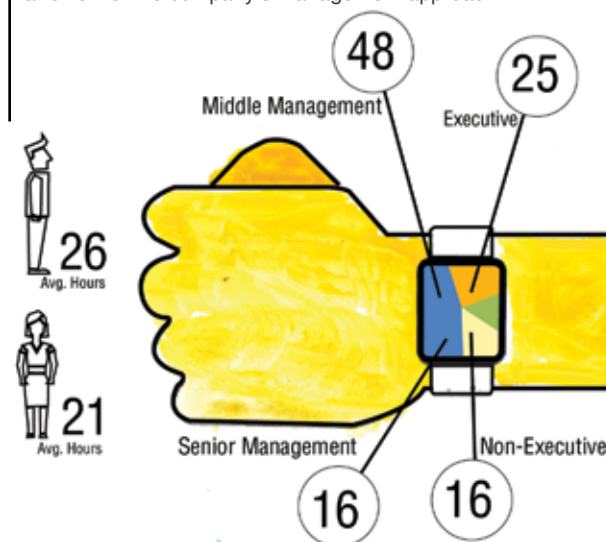 48
25
Middle Management
Executive
26
Avg. Hours
21
Avg. Hours
Senior Management
Non-Executive
16
16